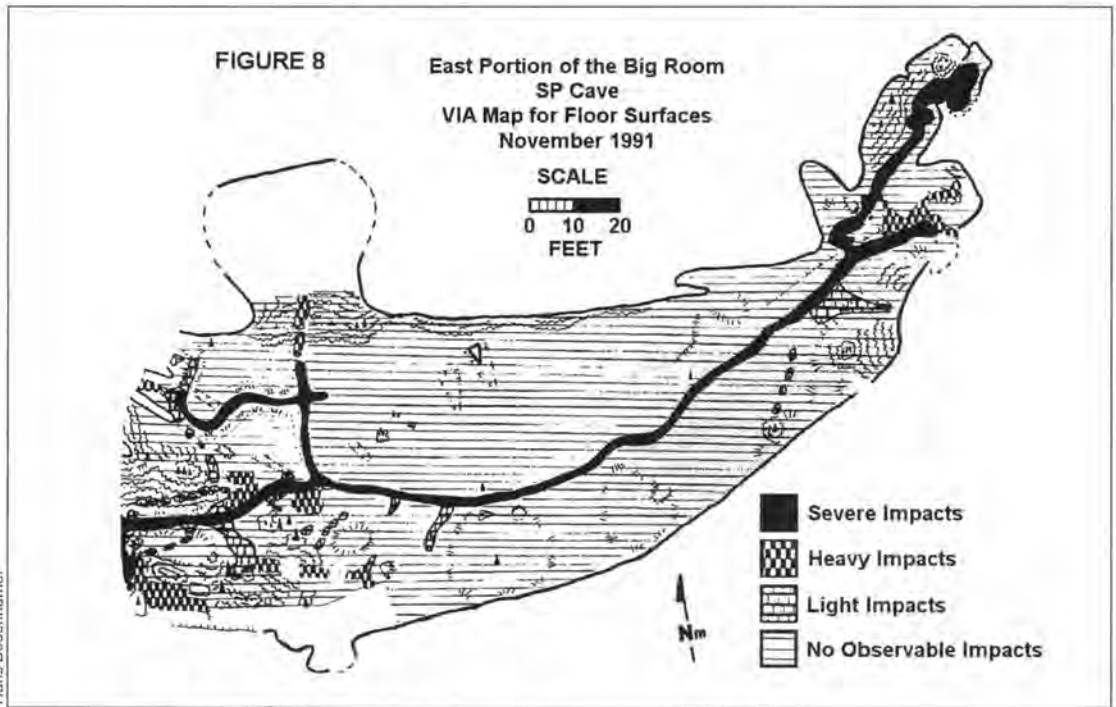 FIGURE 8
East Portion of the Big Room
SP Cave
VIA Map for Floor Surfaces
November 1991
SCALE
0 10 20
FEET
Nm
Severe Impacts
Heavy Impacts
Light Impacts
No Observable Impacts